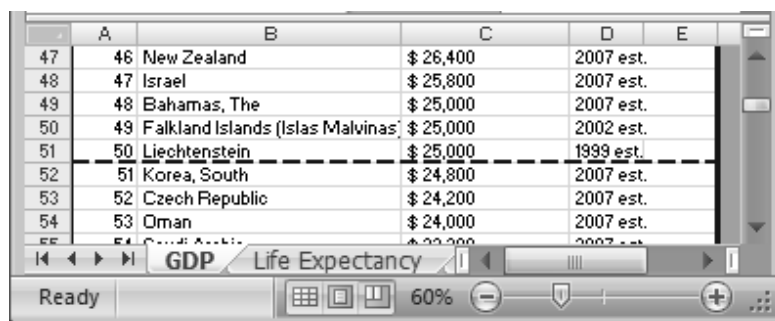 A B C D E
47 46 New Zealand $ 26,400 2007 est.
48 47 Israel $ 25,800 2007 est.
49 48 Bahamas, The $ 25,000 2007 est.
50 49 Falkland Islands (Islas Malvinas) $ 25,000 2002 est.
51 50 Liechtenstein $ 25,000 1999 est.
52 51 Korea, South $ 24,800 2007 est.
53 52 Czech Republic $ 24,200 2007 est.
54 53 Oman $ 24,000 2007 est.
GDP Life Expectancy
Ready 60%